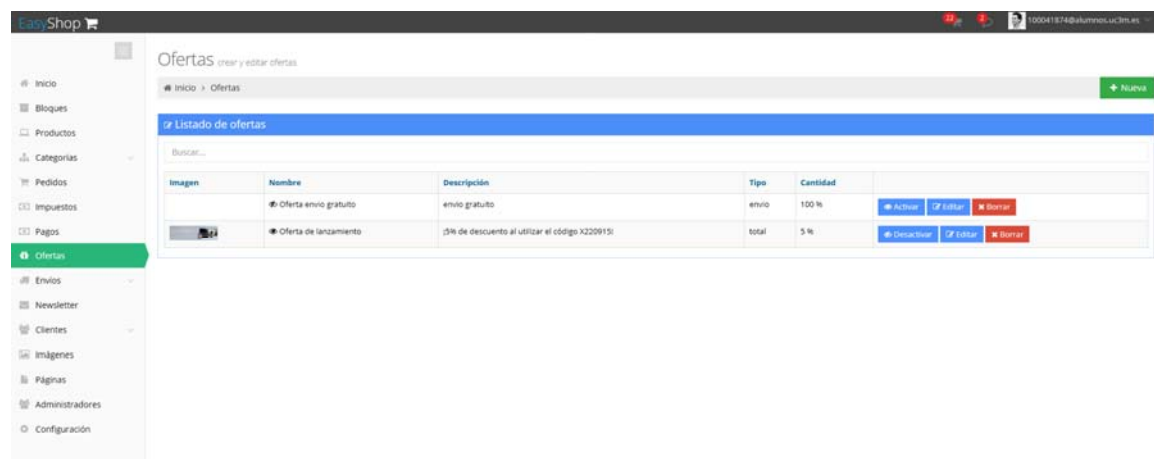 EasyShop
22 2 100041874@alumnos.uc3m.es
Ofertas crear y editar ofertas
Inicio > Ofertas
+ Nueva
Inicio
Bloques
Productos
Categorias
Pedidos
Impuestos
Pagos
Ofertas
Envios
Newsletter
Clientes
Imágenes
Páginas
Administradores
Configuración
Listado de ofertas
Buscar...
Imagen Nombre Descripción Tipo Cantidad
Oferta envio gratuito envio gratuito envio 100 % Activar Editar Borrar
Oferta de lanzamiento ¡5% de descuento al utilizar el código X220915! total 5 % Desactivar Editar Borrar